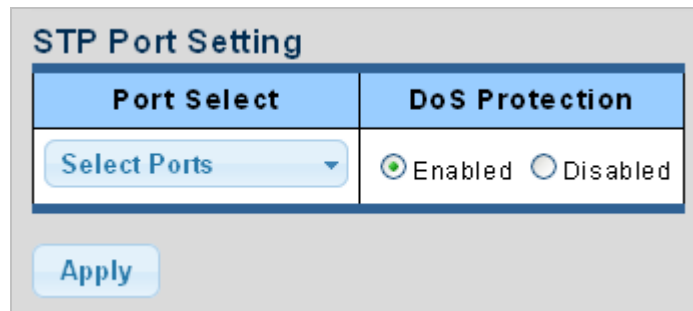 STP Port Setting
Port Select DoS Protection
Select Ports Enabled Disabled
Apply